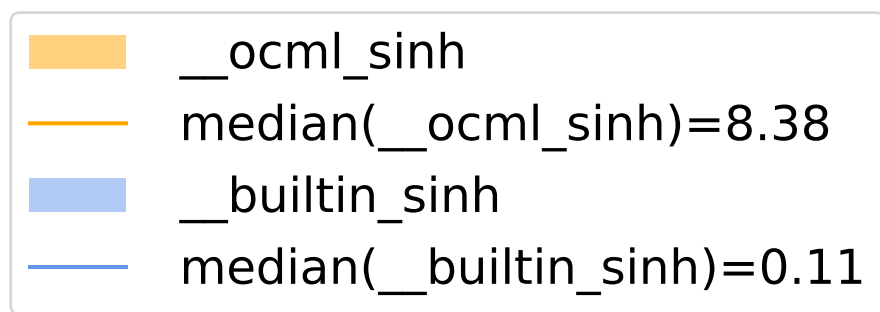 __ocml_sinh
median(__ocml_sinh)=8.38
__builtin_sinh
median(__builtin_sinh)=0.11